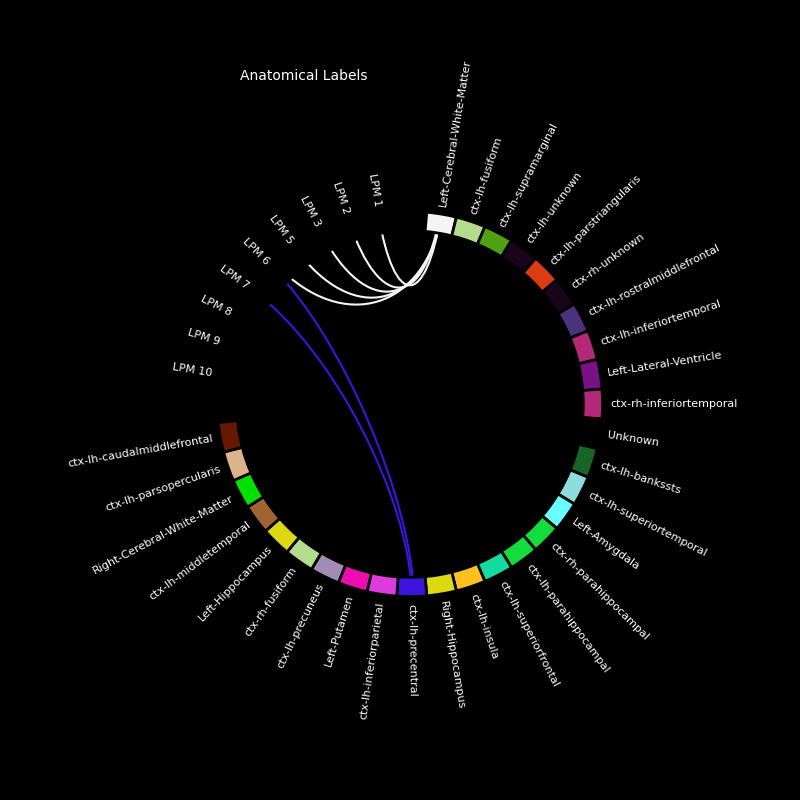 Anatomical Labels
Left-Cerebral-White-Matter
ctx-lh-fusiform
ctx-lh-supramarginal
ctx-lh-unknown
ctx-lh-parstriangularis
ctx-rh-unknown
ctx-lh-rostralmiddlefrontal
ctx-lh-inferiortemporal
Left-Lateral-Ventricle
ctx-rh-inferiortemporal
Unknown
ctx-lh-bankssts
ctx-lh-superiortemporal
Left-Amygdala
ctx-rh-parahippocampal
ctx-lh-parahippocampal
ctx-lh-superiorfrontal
ctx-lh-insula
Right-Hippocampus
ctx-lh-precentral
ctx-lh-inferiorparietal
Left-Putamen
ctx-lh-precuneus
ctx-rh-fusiform
Left-Hippocampus
ctx-lh-middletemporal
Right-Cerebral-White-Matter
ctx-lh-parsopercularis
ctx-lh-caudalmiddlefrontal
LPM 10
LPM 9
LPM 8
LPM 7
LPM 6
LPM 5
LPM 3
LPM 2
LPM 1